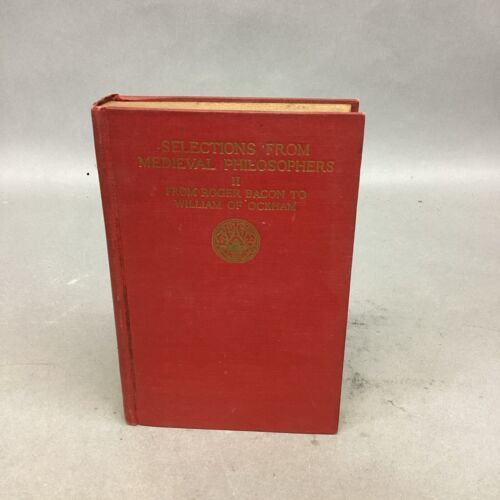 SELECTIONS FROM
MEDIEVAL PHILOSOPHERS
II
FROM ROGER BACON TO
WILLIAM OF OCKHAM